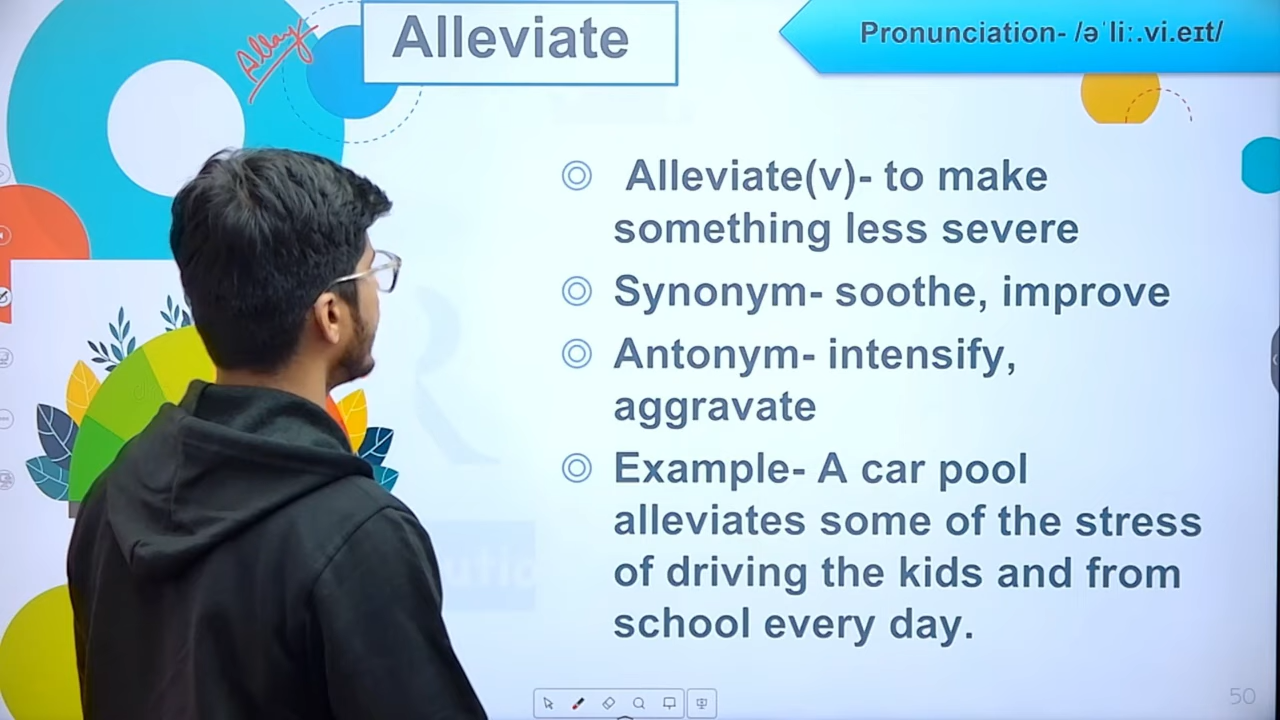 Allay
Alleviate
Pronunciation- /əˈliː.vi.eɪt/
Alleviate(v)- to make
something less severe
Synonym- soothe, improve
Antonym- intensify,
aggravate
Example- A car pool
alleviates some of the stress
of driving the kids and from
school every day.
50